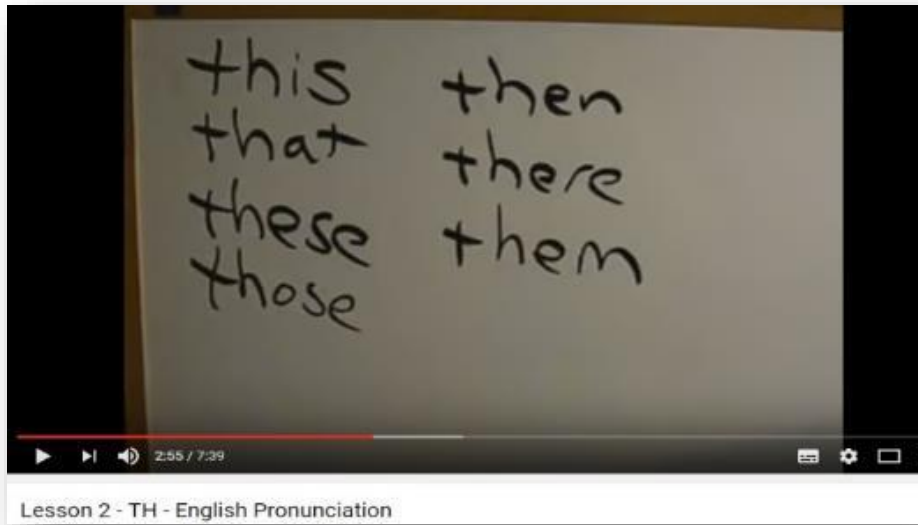 this
that
these
those
then
there
them
2:55 / 7:39
Lesson 2 - TH - English Pronunciation